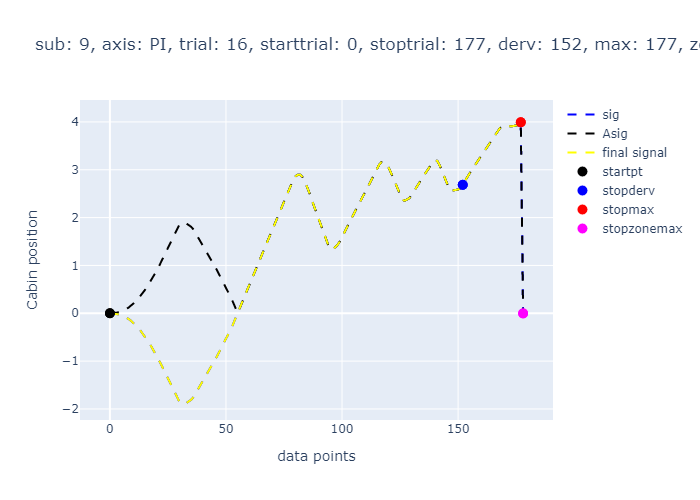 sub: 9, axis: PI, trial: 16, starttrial: 0, stoptrial: 177, derv: 152, max: 177,
sig
Asig
final signal
startpt
stopderv
stopmax
stopzonemax
Cabin position
4
3
2
1
0
−1
−2
0
50
100
150
data points